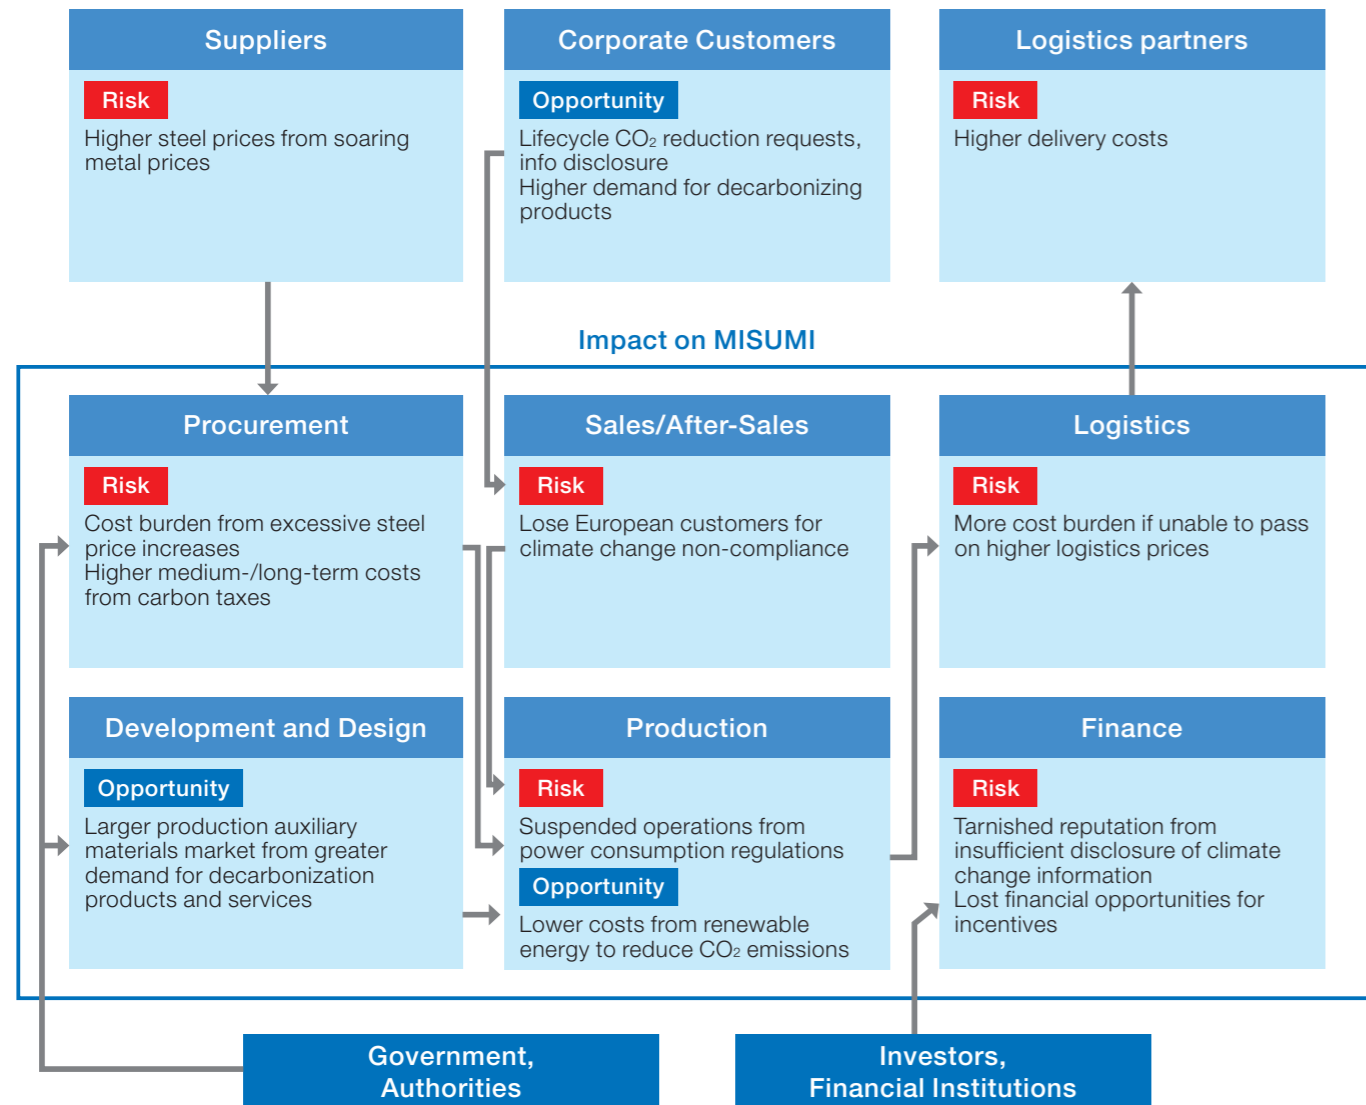 Suppliers
Risk
Higher steel prices from soaring
metal prices
Corporate Customers
Opportunity
Lifecycle CO₂ reduction requests,
info disclosure
Higher demand for decarbonizing
products
Logistics partners
Risk
Higher delivery costs
Impact on MISUMI
Procurement
Risk
Cost burden from excessive steel
price increases
Higher medium-/long-term costs
from carbon taxes
Sales/After-Sales
Risk
Lose European customers for
climate change non-compliance
Logistics
Risk
More cost burden if unable to pass
on higher logistics prices
Development and Design
Opportunity
Larger production auxiliary
materials market from greater
demand for decarbonization
products and services
Production
Risk
Suspended operations from
power consumption regulations
Opportunity
Lower costs from renewable
energy to reduce CO₂ emissions
Finance
Risk
Tarnished reputation from
insufficient disclosure of climate
change information
Lost financial opportunities for
incentives
Government,
Authorities
Investors,
Financial Institutions